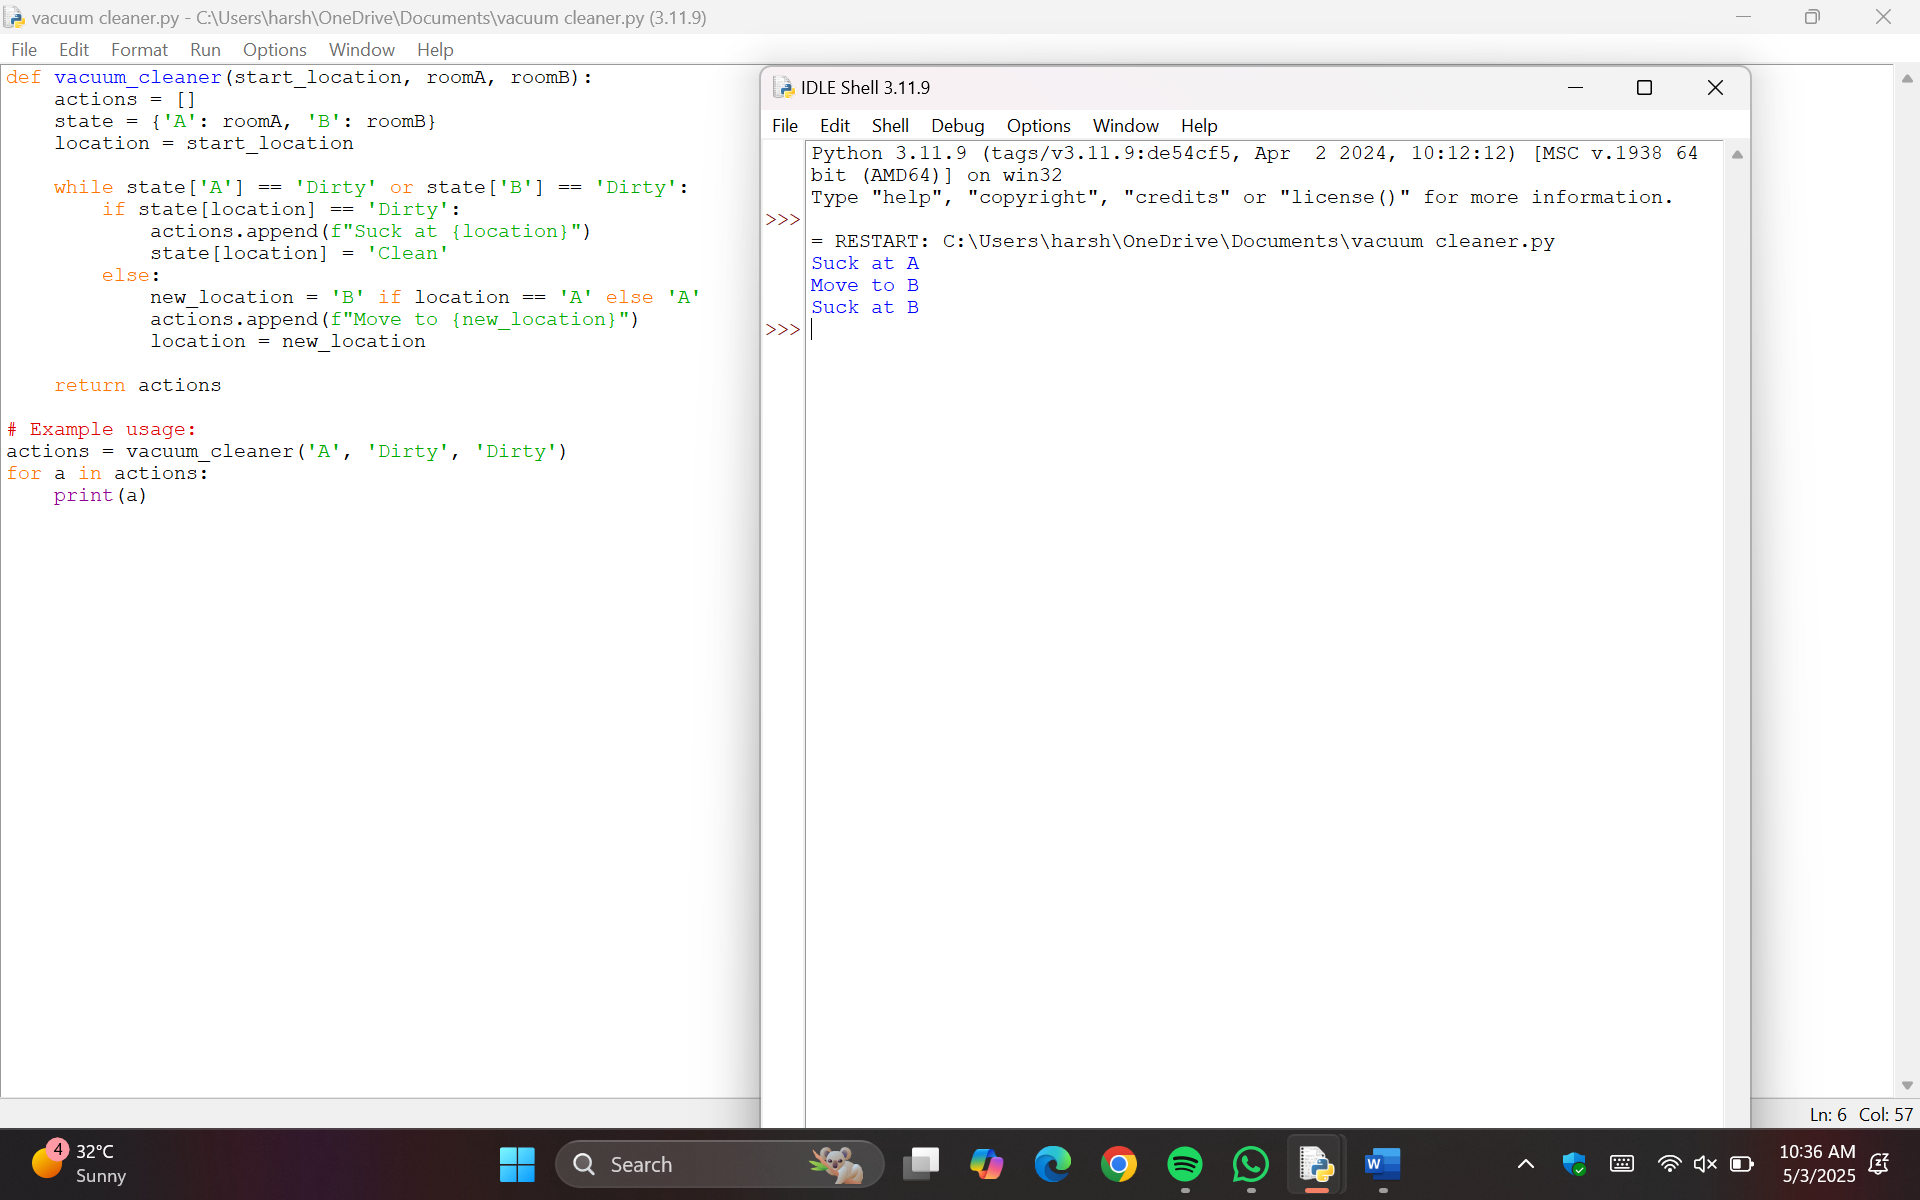 vacuum cleaner.py - C:\Users\harsh\OneDrive\Documents\vacuum cleaner.py (3.11.9)
File Edit Format Run Options Window Help
def vacuum_cleaner(start_location, roomA, roomB):
    actions = []
    state = {'A': roomA, 'B': roomB}
    location = start_location

    while state['A'] == 'Dirty' or state['B'] == 'Dirty':
        if state[location] == 'Dirty':
            actions.append(f"Suck at {location}")
            state[location] = 'Clean'
        else:
            new_location = 'B' if location == 'A' else 'A'
            actions.append(f"Move to {new_location}")
            location = new_location

    return actions

# Example usage:
actions = vacuum_cleaner('A', 'Dirty', 'Dirty')
for a in actions:
    print(a)
IDLE Shell 3.11.9
File Edit Shell Debug Options Window Help
Python 3.11.9 (tags/v3.11.9:de54cf5, Apr  2 2024, 10:12:12) [MSC v.1938 64
bit (AMD64)] on win32
Type "help", "copyright", "credits" or "license()" for more information.
>>>
= RESTART: C:\Users\harsh\OneDrive\Documents\vacuum cleaner.py
Suck at A
Move to B
Suck at B
>>>
Ln: 6 Col: 57
4
32°C
Sunny
Search
W
10:36 AM
5/3/2025